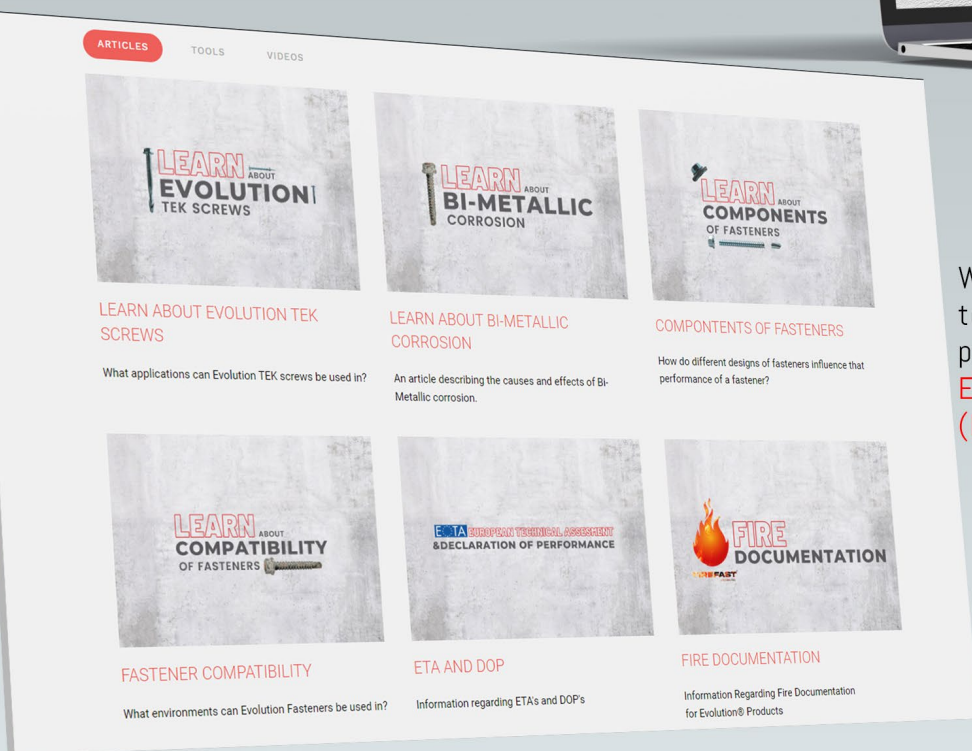 ARTICLES
TOOLS
VIDEOS
LEARN ABOUT
EVOLUTION
TEK SCREWS
LEARN ABOUT
BI-METALLIC
CORROSION
LEARN ABOUT
COMPONENTS
OF FASTENERS
LEARN ABOUT EVOLUTION TEK
SCREWS
What applications can Evolution TEK screws be used in?
LEARN ABOUT BI-METALLIC
CORROSION
An article describing the causes and effects of Bi-
Metallic corrosion.
COMPONTENTS OF FASTENERS
How do different designs of fasteners influence that
performance of a fastener?
LEARN ABOUT
COMPATIBILITY
OF FASTENERS
EOTA EUROPEAN TECHNICAL ASSESMENT
&DECLARATION OF PERFORMANCE
FIRE
DOCUMENTATION
FASTENER COMPATIBILITY
What environments can Evolution Fasteners be used in?
ETA AND DOP
Information regarding ETA's and DOP's
FIRE DOCUMENTATION
Information Regarding Fire Documentation
for Evolution® Products
W
t
p
E
(